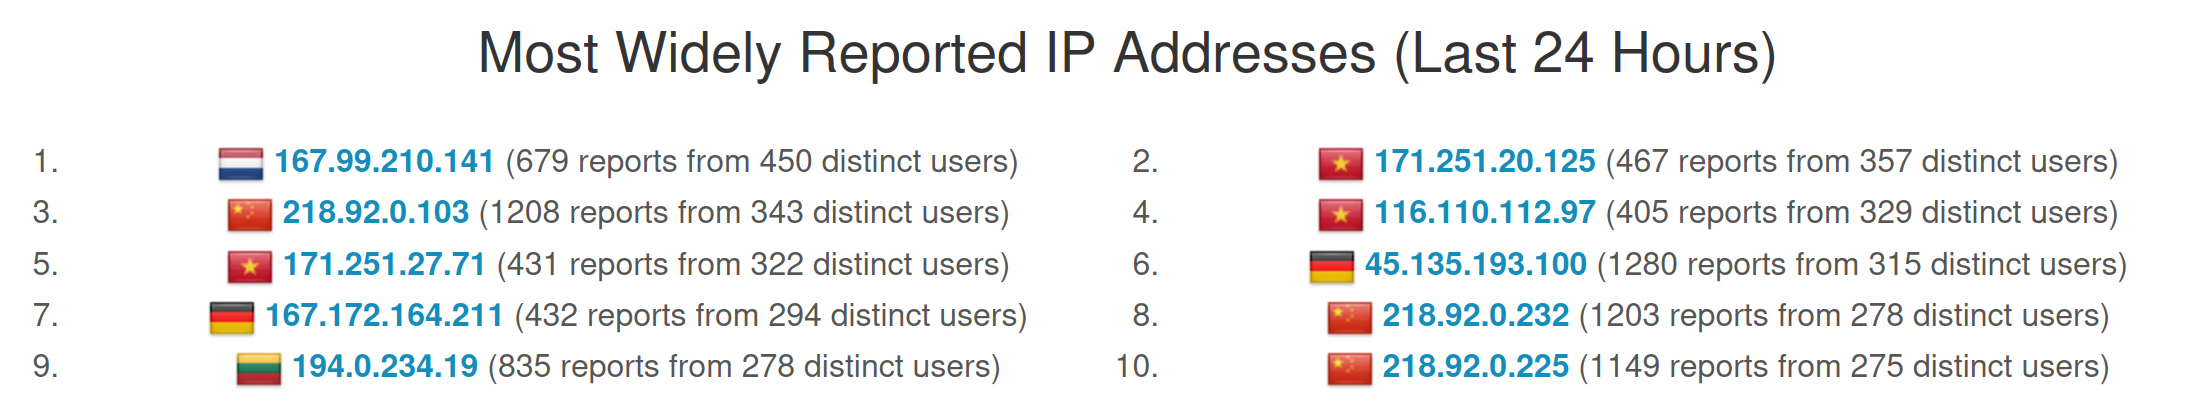 Most Widely Reported IP Addresses (Last 24 Hours)
1. 167.99.210.141 (679 reports from 450 distinct users)
2. 171.251.20.125 (467 reports from 357 distinct users)
3. 218.92.0.103 (1208 reports from 343 distinct users)
4. 116.110.112.97 (405 reports from 329 distinct users)
5. 171.251.27.71 (431 reports from 322 distinct users)
6. 45.135.193.100 (1280 reports from 315 distinct users)
7. 167.172.164.211 (432 reports from 294 distinct users)
8. 218.92.0.232 (1203 reports from 278 distinct users)
9. 194.0.234.19 (835 reports from 278 distinct users)
10. 218.92.0.225 (1149 reports from 275 distinct users)